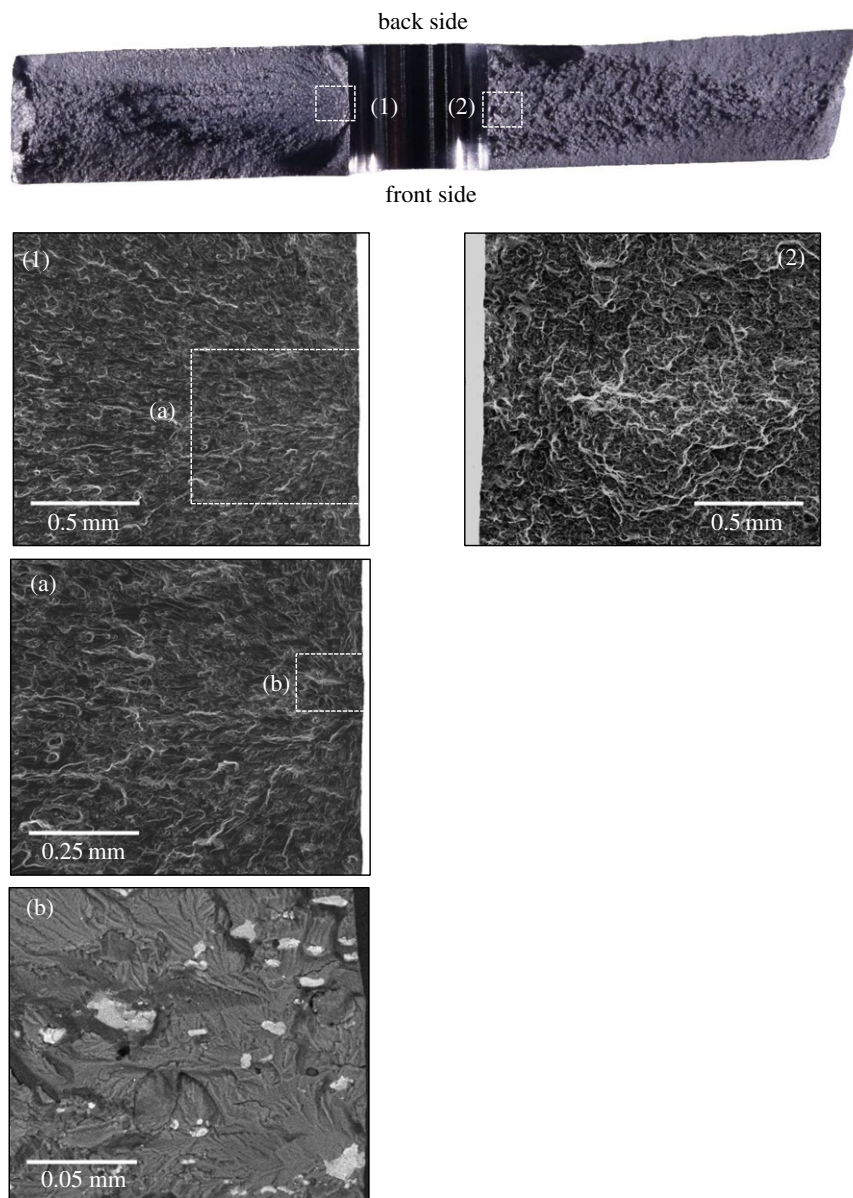 back side
(1) (2)
front side
(1)
(a)
0.5 mm
(2)
0.5 mm
(a)
(b)
0.25 mm
(b)
0.05 mm